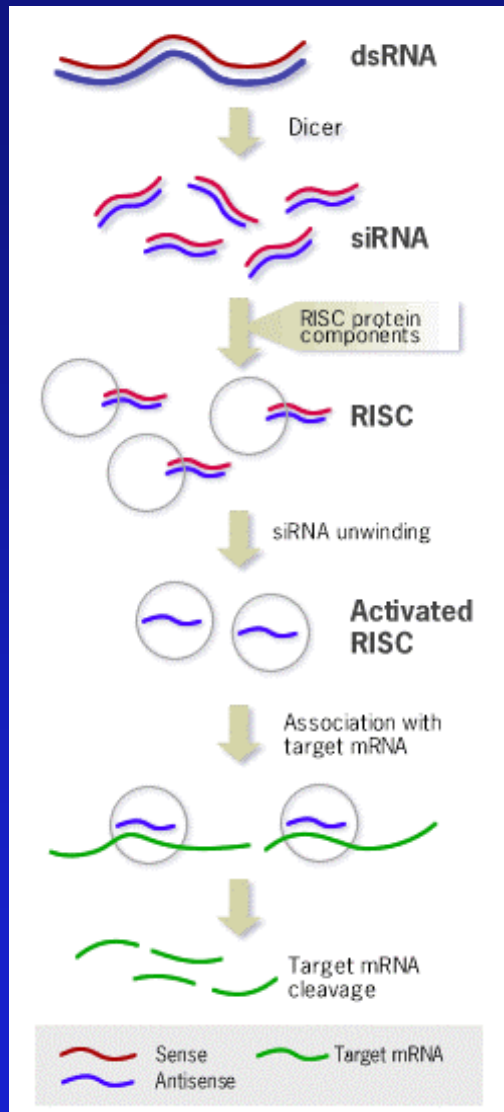 dsRNA
Dicer
siRNA
RISC protein
components
RISC
siRNA unwinding
Activated
RISC
Association with
target mRNA
Target mRNA
cleavage
Sense
Target mRNA
Antisense